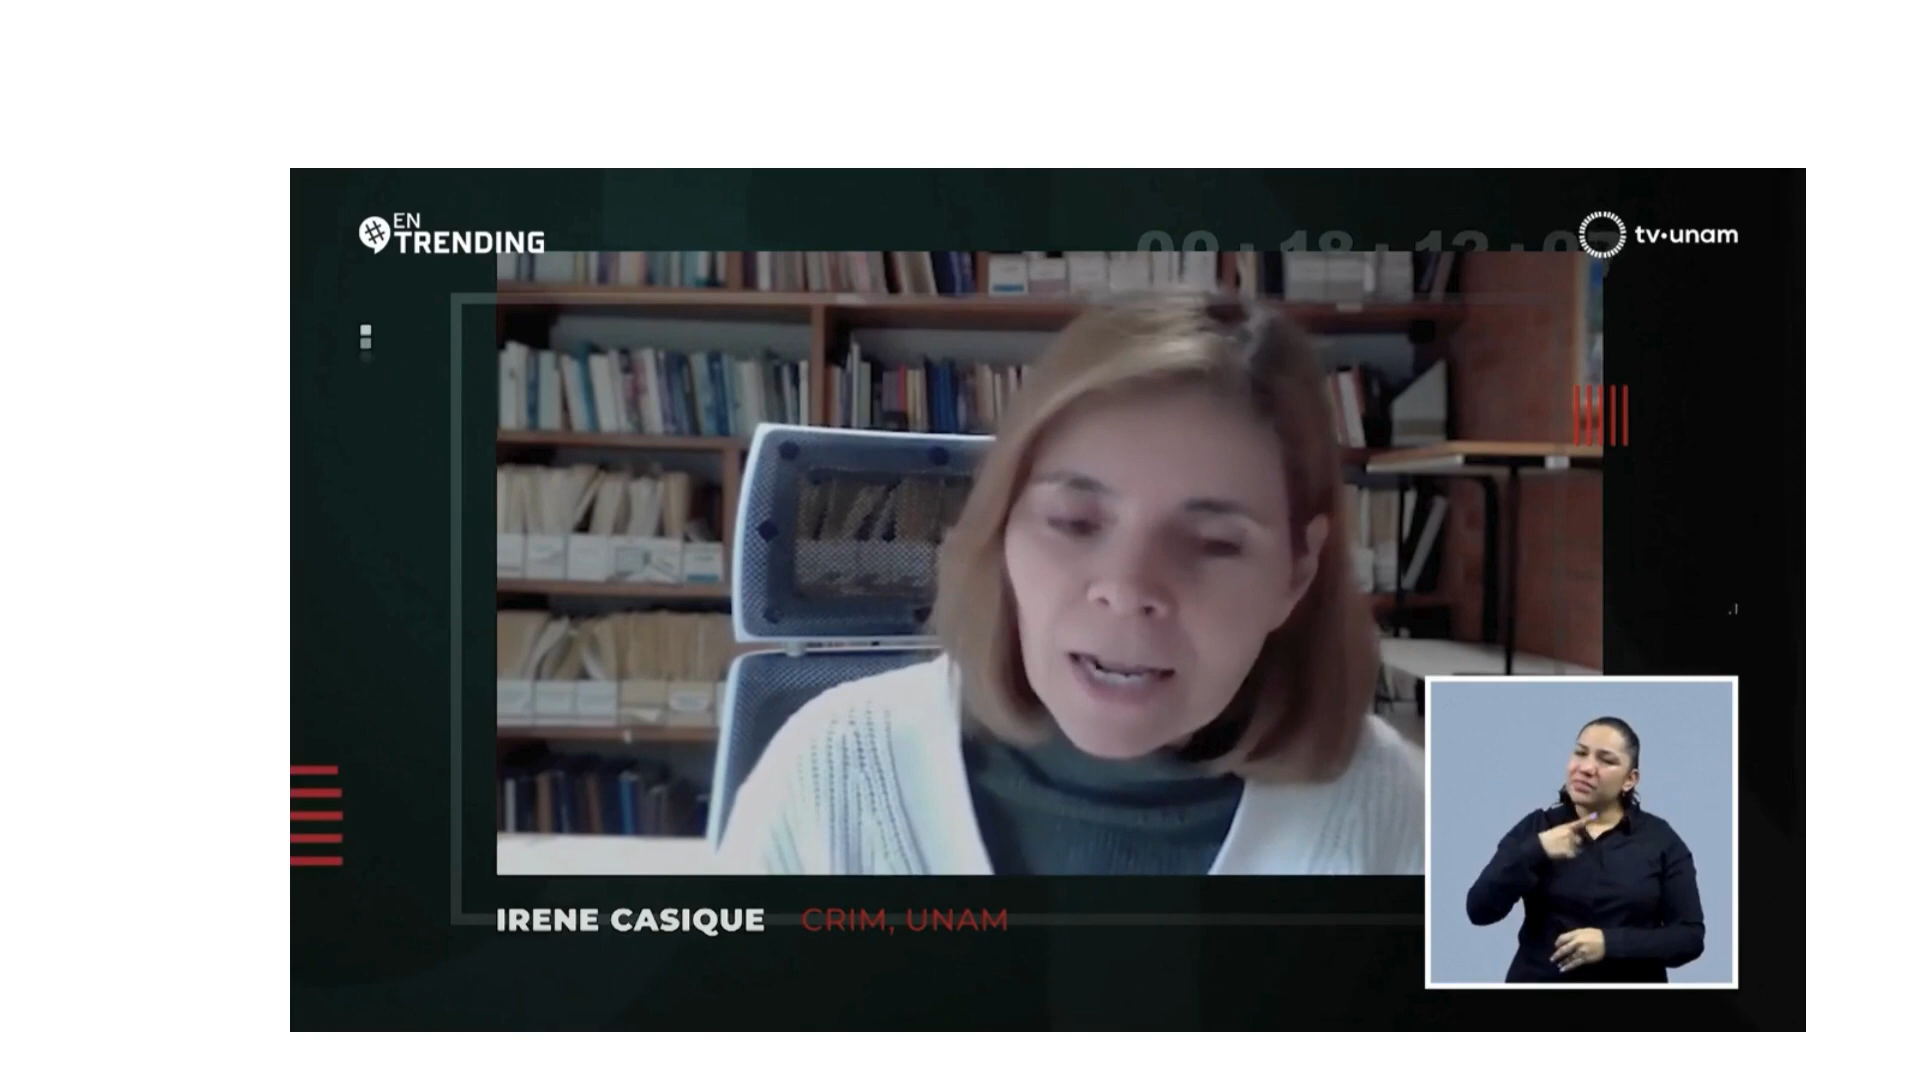 #EN
TRENDING
tv·unam
IRENE CASIQUE CRIM, UNAM